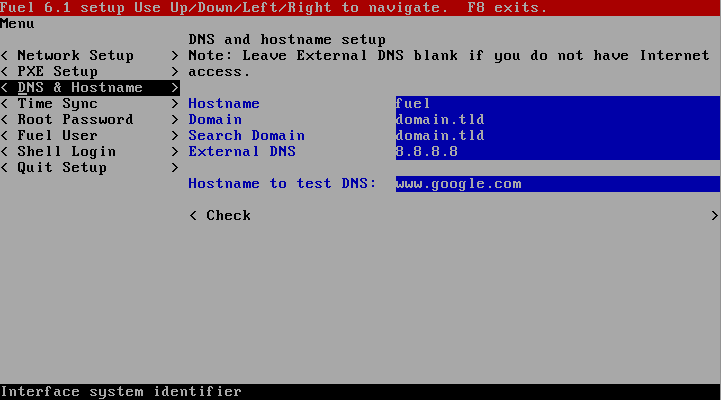 Fuel 6.1 setup Use Up/Down/Left/Right to navigate.  F8 exits.
Menu
< Network Setup    >
< PXE Setup        >
< DNS & Hostname   >
< Time Sync        >
< Root Password    >
< Fuel User        >
< Shell Login      >
< Quit Setup       >
DNS and hostname setup
Note: Leave External DNS blank if you do not have Internet
access.
Hostname               fuel
Domain                 domain.tld
Search Domain          domain.tld
External DNS           8.8.8.8
Hostname to test DNS:  www.google.com
< Check >
Interface system identifier